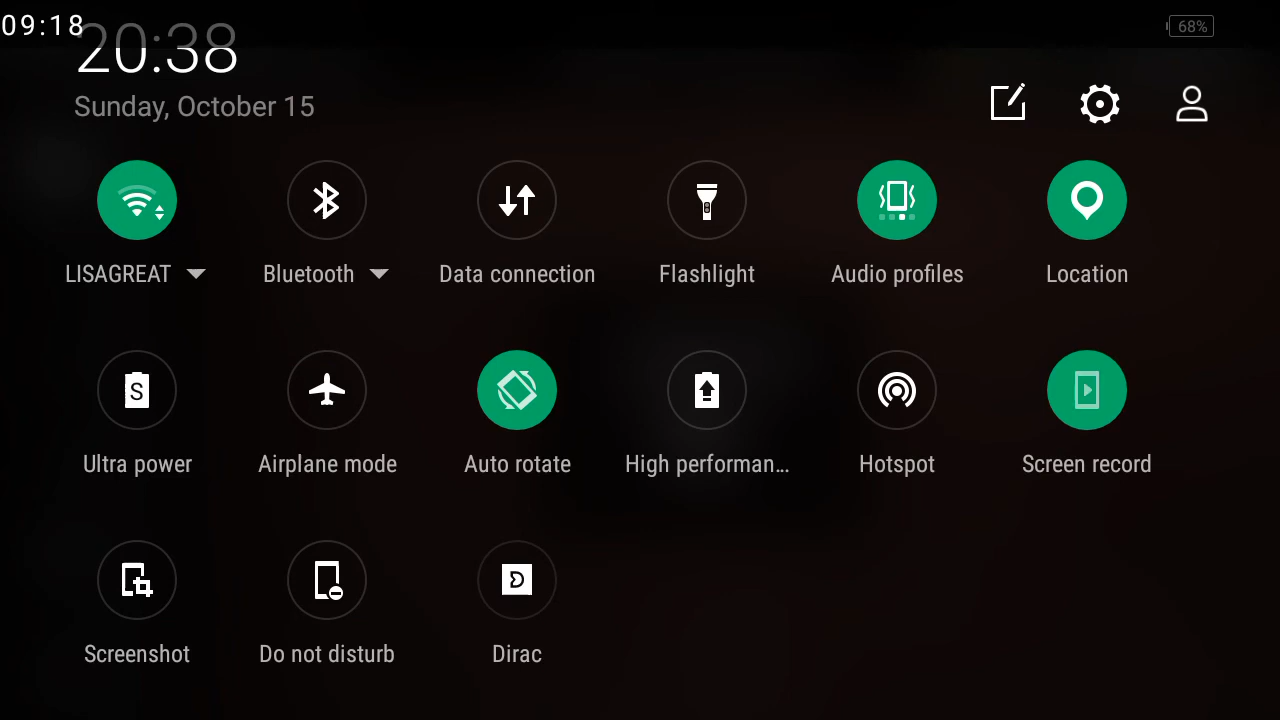 09:18
20:38
68%
Sunday, October 15
LISAGREAT
Bluetooth
Data connection
Flashlight
Audio profiles
Location
S
Ultra power
Airplane mode
Auto rotate
High performan...
Hotspot
Screen record
D
Screenshot
Do not disturb
Dirac